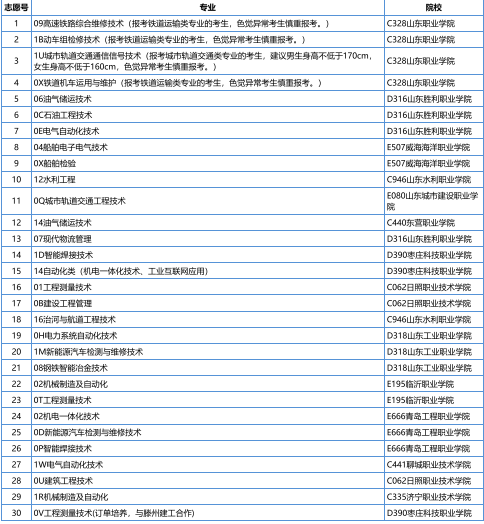 志愿号 专业 院校
1 09高速铁路综合维修技术（报考铁道运输类专业的考生，色觉异常考生慎重报考。） C328山东职业学院
2 1B动车组检修技术（报考铁道运输类专业的考生，色觉异常考生慎重报考。） C328山东职业学院
3 1U城市轨道交通通信信号技术（报考城市轨道交通类专业的考生，建议男生身高不低于170cm，
女生身高不低于160cm，色觉异常考生慎重报考。） C328山东职业学院
4 0X铁道机车运用与维护（报考铁道运输类专业的考生，色觉异常考生慎重报考。） C328山东职业学院
5 06油气储运技术 D316山东胜利职业学院
6 0C石油工程技术 D316山东胜利职业学院
7 0E电气自动化技术 D316山东胜利职业学院
8 04船舶电子电气技术 E507威海海洋职业学院
9 0X船舶检验 E507威海海洋职业学院
10 12水利工程 C946山东水利职业学院
11 0Q城市轨道交通工程技术 E080山东城市建设职业学
院
12 14油气储运技术 C440东营职业学院
13 07现代物流管理 D316山东胜利职业学院
14 1D智能焊接技术 D390枣庄科技职业学院
15 14自动化类（机电一体化技术、工业互联网应用） D390枣庄科技职业学院
16 01工程测量技术 C062日照职业技术学院
17 0B建设工程管理 C062日照职业技术学院
18 16治河与航道工程技术 C946山东水利职业学院
19 0H电力系统自动化技术 D318山东工业职业学院
20 1M新能源汽车检测与维修技术 D318山东工业职业学院
21 08钢铁智能冶金技术 D318山东工业职业学院
22 02机械制造及自动化 E195临沂职业学院
23 0T工程测量技术 E195临沂职业学院
24 02机电一体化技术 E666青岛工程职业学院
25 0D新能源汽车检测与维修技术 E666青岛工程职业学院
26 0P智能焊接技术 E666青岛工程职业学院
27 1W电气自动化技术 C441聊城职业技术学院
28 0U建筑工程技术 C062日照职业技术学院
29 1R机械制造及自动化 C335济宁职业技术学院
30 0V工程测量技术(订单培养，与滕州建工合作) D390枣庄科技职业学院